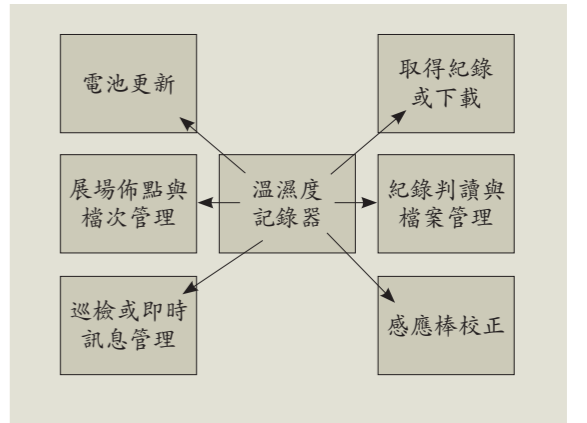 電池更新
取得紀錄
或下載
展場佈點與
檔次管理
溫濕度
記錄器
紀錄判讀與
檔案管理
巡檢或即時
訊息管理
感應棒校正